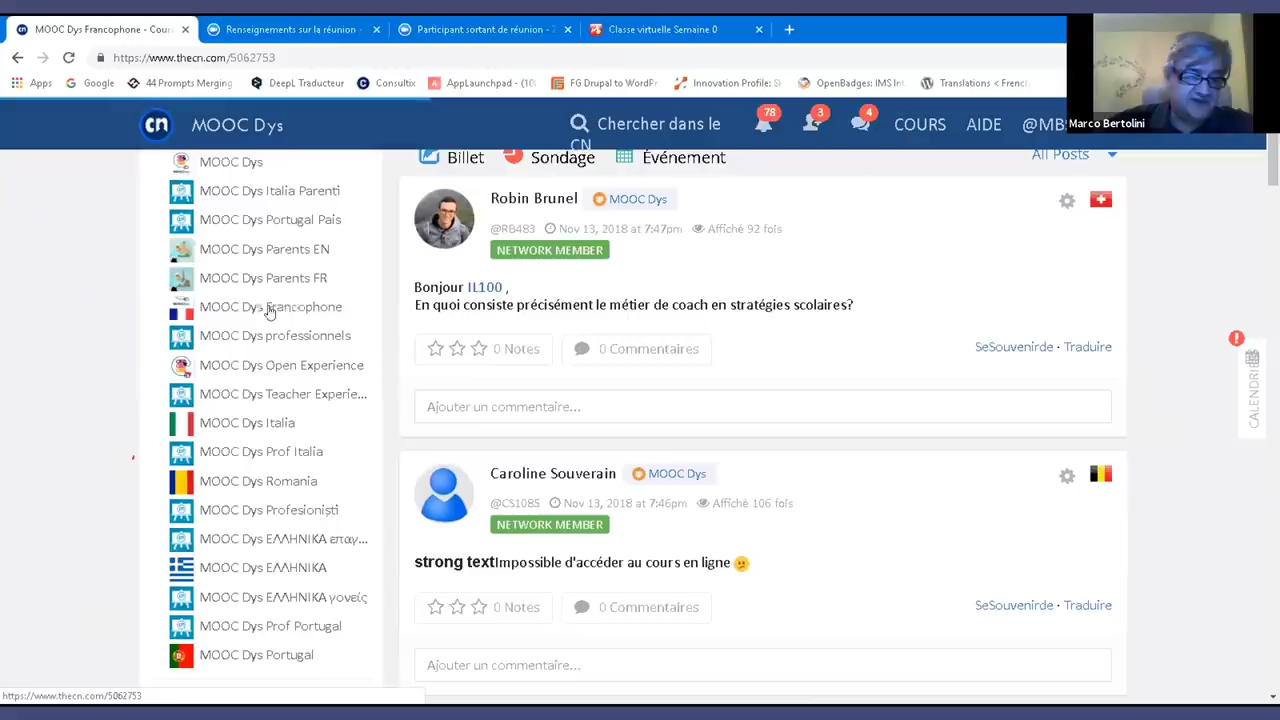 MOOC Dys Francophone - Cour
Renseignements sur la réunion -
Participant sortant de réunion - Z
Classe virtuelle Semaine 0
https://www.thecn.com/5062753
Apps
Google
44 Prompts Merging
DeepL Traducteur
Consultix
AppLaunchpad - (10
FG Drupal to WordPr
Innovation Profile: Sk
OpenBadges: IMS Int
Translations < French
Marco Bertolini
cn
MOOC Dys
Chercher dans le
CN
78
3
4
COURS
AIDE
@MB
Billet
Sondage
Événement
All Posts
MOOC Dys
MOOC Dys Italia Parenti
MOOC Dys Portugal Pais
MOOC Dys Parents EN
MOOC Dys Parents FR
MOOC Dys Francophone
MOOC Dys professionnels
MOOC Dys Open Experience
MOOC Dys Teacher Experie...
MOOC Dys Italia
MOOC Dys Prof Italia
MOOC Dys Romania
MOOC Dys Profesioniști
MOOC Dys ΕΛΛΗΝΙΚΑ επαγ...
MOOC Dys ΕΛΛΗΝΙΚΑ
MOOC Dys ΕΛΛΗΝΙΚΑ γονείς
MOOC Dys Prof Portugal
MOOC Dys Portugal
Robin Brunel MOOC Dys
@RB483 Nov 13, 2018 at 7:47pm Affiché 92 fois
NETWORK MEMBER
Bonjour IL100 ,
En quoi consiste précisément le métier de coach en stratégies scolaires?
0 Notes
0 Commentaires
SeSouvenirde · Traduire
Ajouter un commentaire...
Caroline Souverain MOOC Dys
@CS1085 Nov 13, 2018 at 7:46pm Affiché 106 fois
NETWORK MEMBER
strong textImpossible d'accéder au cours en ligne
0 Notes
0 Commentaires
SeSouvenirde · Traduire
Ajouter un commentaire...
CALENDRIE
https://www.thecn.com/5062753